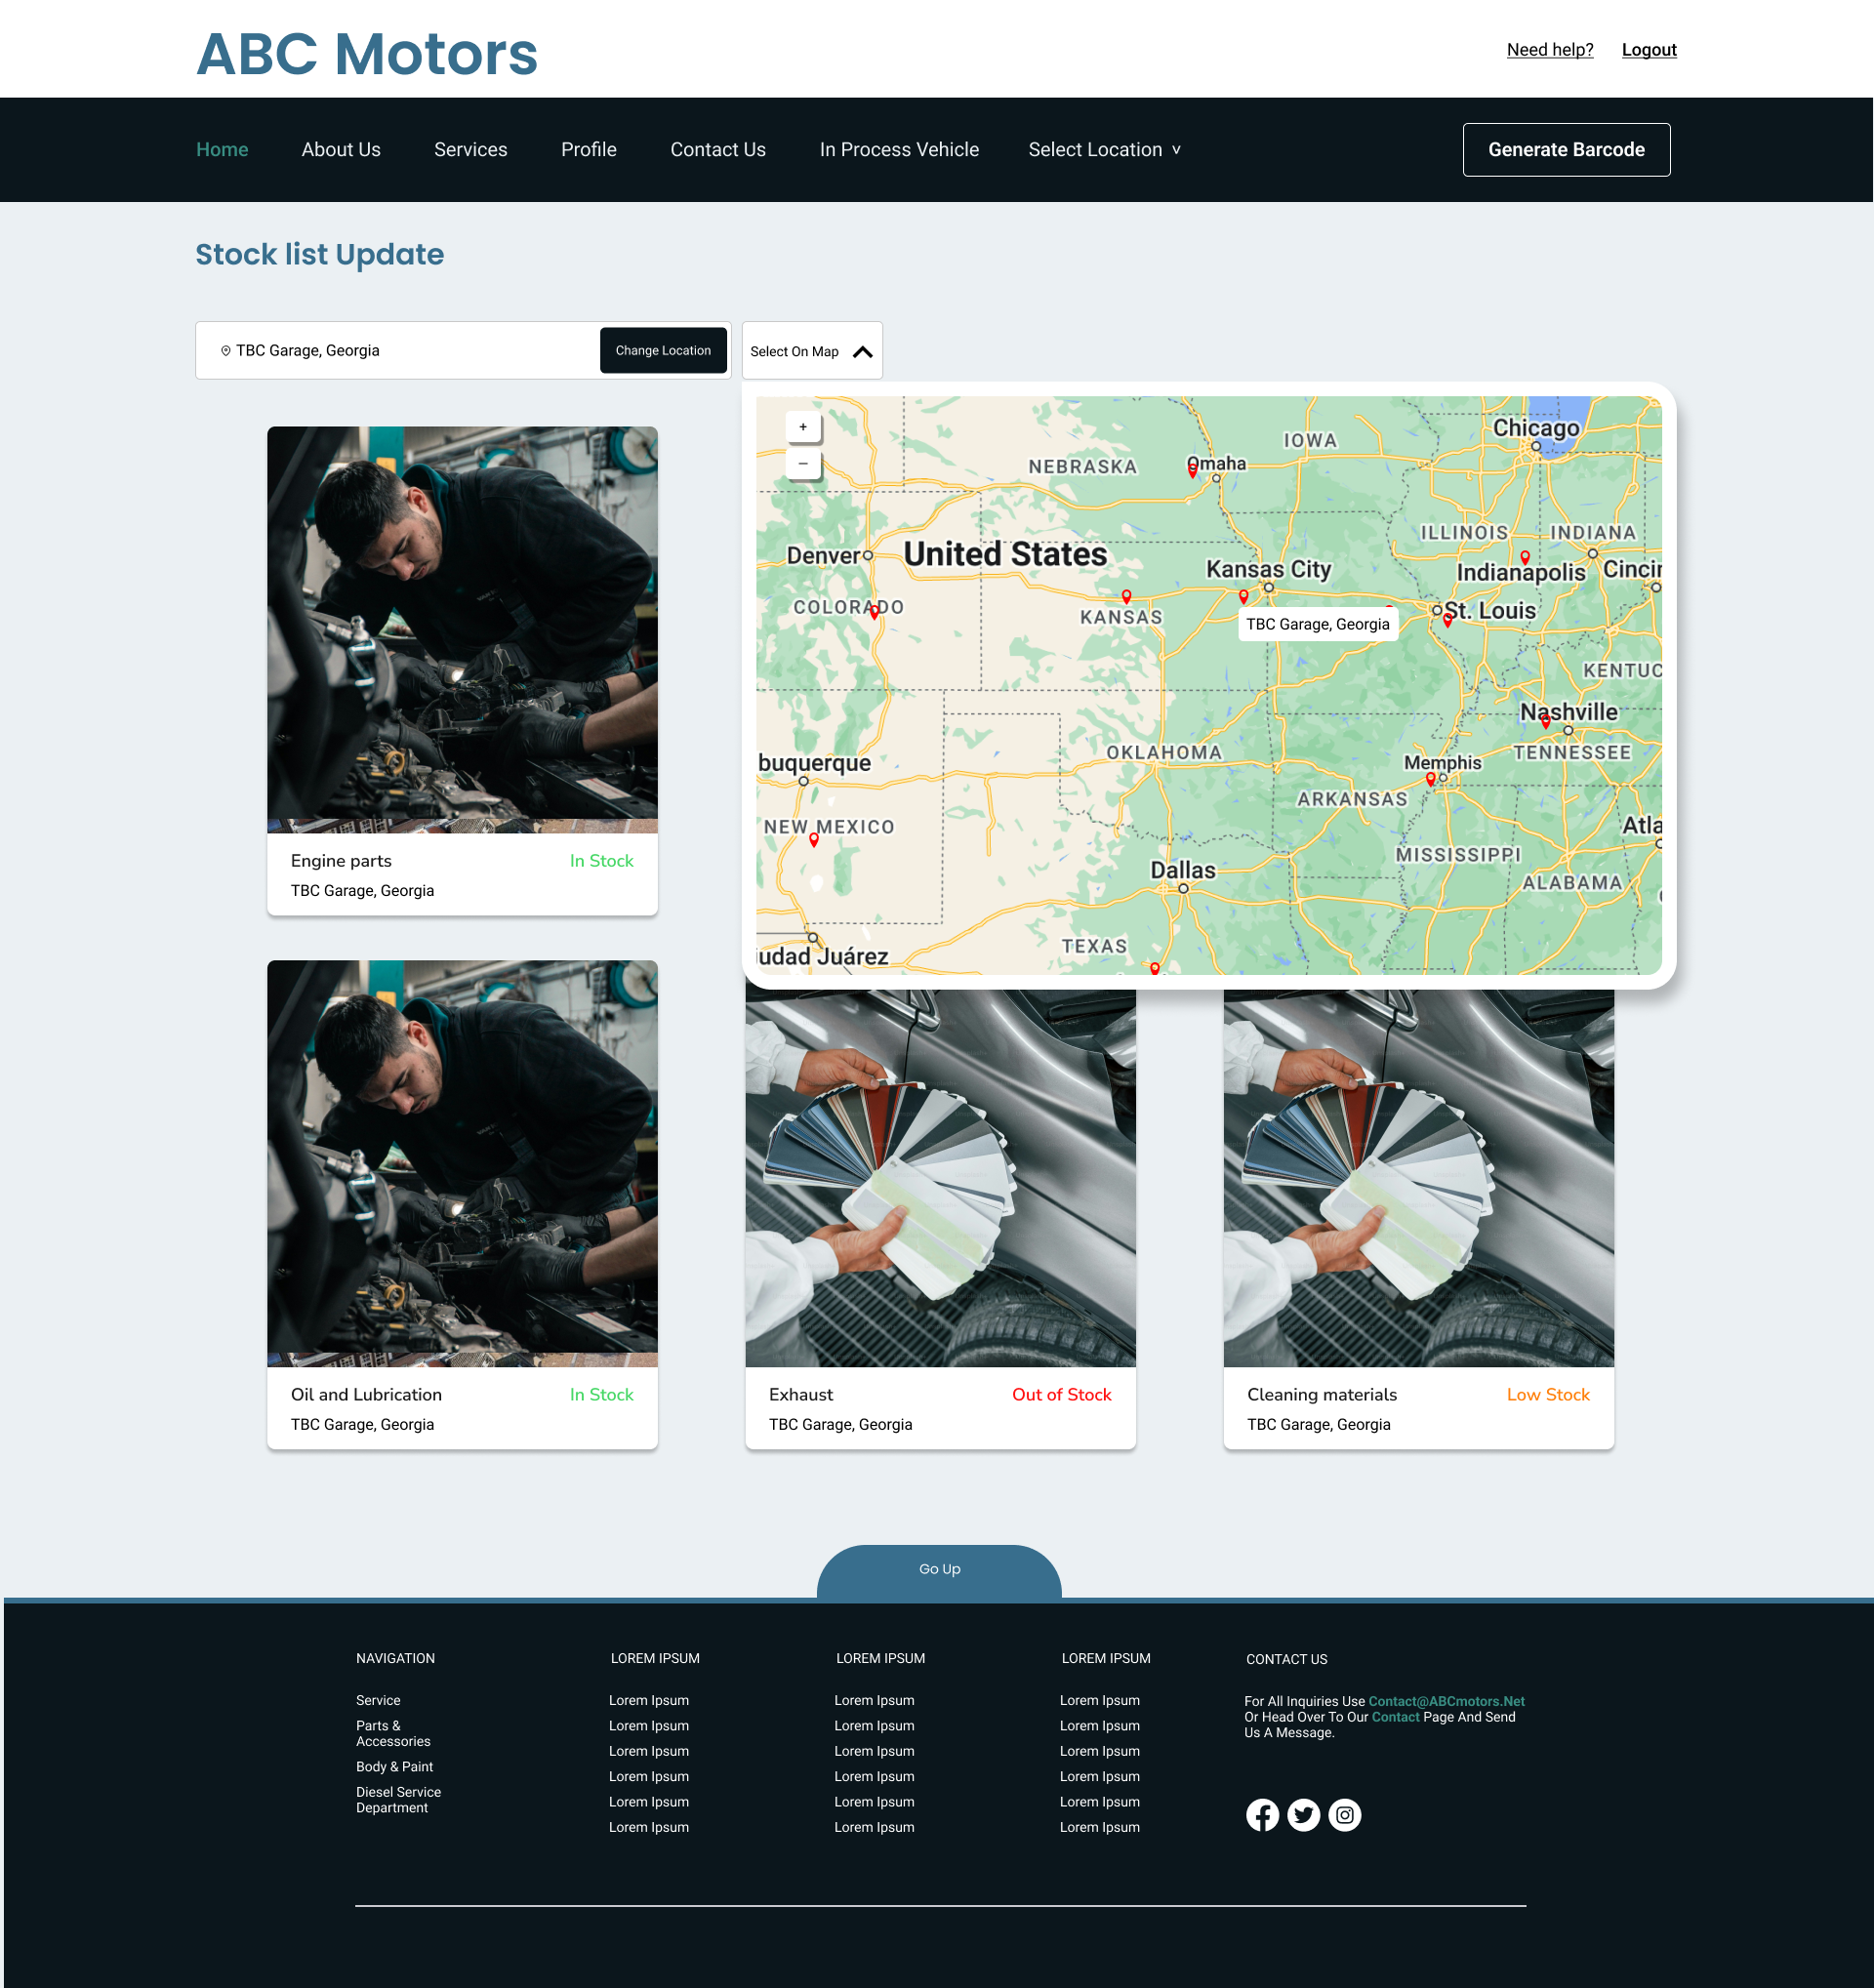 ABC Motors
Need help?
Logout
Home
About Us
Services
Profile
Contact Us
In Process Vehicle
Select Location
Generate Barcode
Stock list Update
TBC Garage, Georgia
Change Location
Select On Map
+
−
Chicago
IOWA
NEBRASKA
Omaha
ILLINOIS
INDIANA
Denver
United States
Kansas City
Indianapolis
Cincin
COLORADO
KANSAS
St. Louis
TBC Garage, Georgia
KENTUC
Nashville
OKLAHOMA
TENNESSEE
buquerque
Memphis
ARKANSAS
NEW MEXICO
Atla
MISSISSIPPI
Dallas
ALABAMA
TEXAS
iudad Juárez
Engine parts
In Stock
TBC Garage, Georgia
Oil and Lubrication
In Stock
TBC Garage, Georgia
Exhaust
Out of Stock
TBC Garage, Georgia
Cleaning materials
Low Stock
TBC Garage, Georgia
Go Up
NAVIGATION
Service
Parts &
Accessories
Body & Paint
Diesel Service
Department
LOREM IPSUM
Lorem Ipsum
Lorem Ipsum
Lorem Ipsum
Lorem Ipsum
Lorem Ipsum
Lorem Ipsum
LOREM IPSUM
Lorem Ipsum
Lorem Ipsum
Lorem Ipsum
Lorem Ipsum
Lorem Ipsum
Lorem Ipsum
LOREM IPSUM
Lorem Ipsum
Lorem Ipsum
Lorem Ipsum
Lorem Ipsum
Lorem Ipsum
Lorem Ipsum
CONTACT US
For All Inquiries Use Contact@ABCmotors.Net
Or Head Over To Our Contact Page And Send
Us A Message.